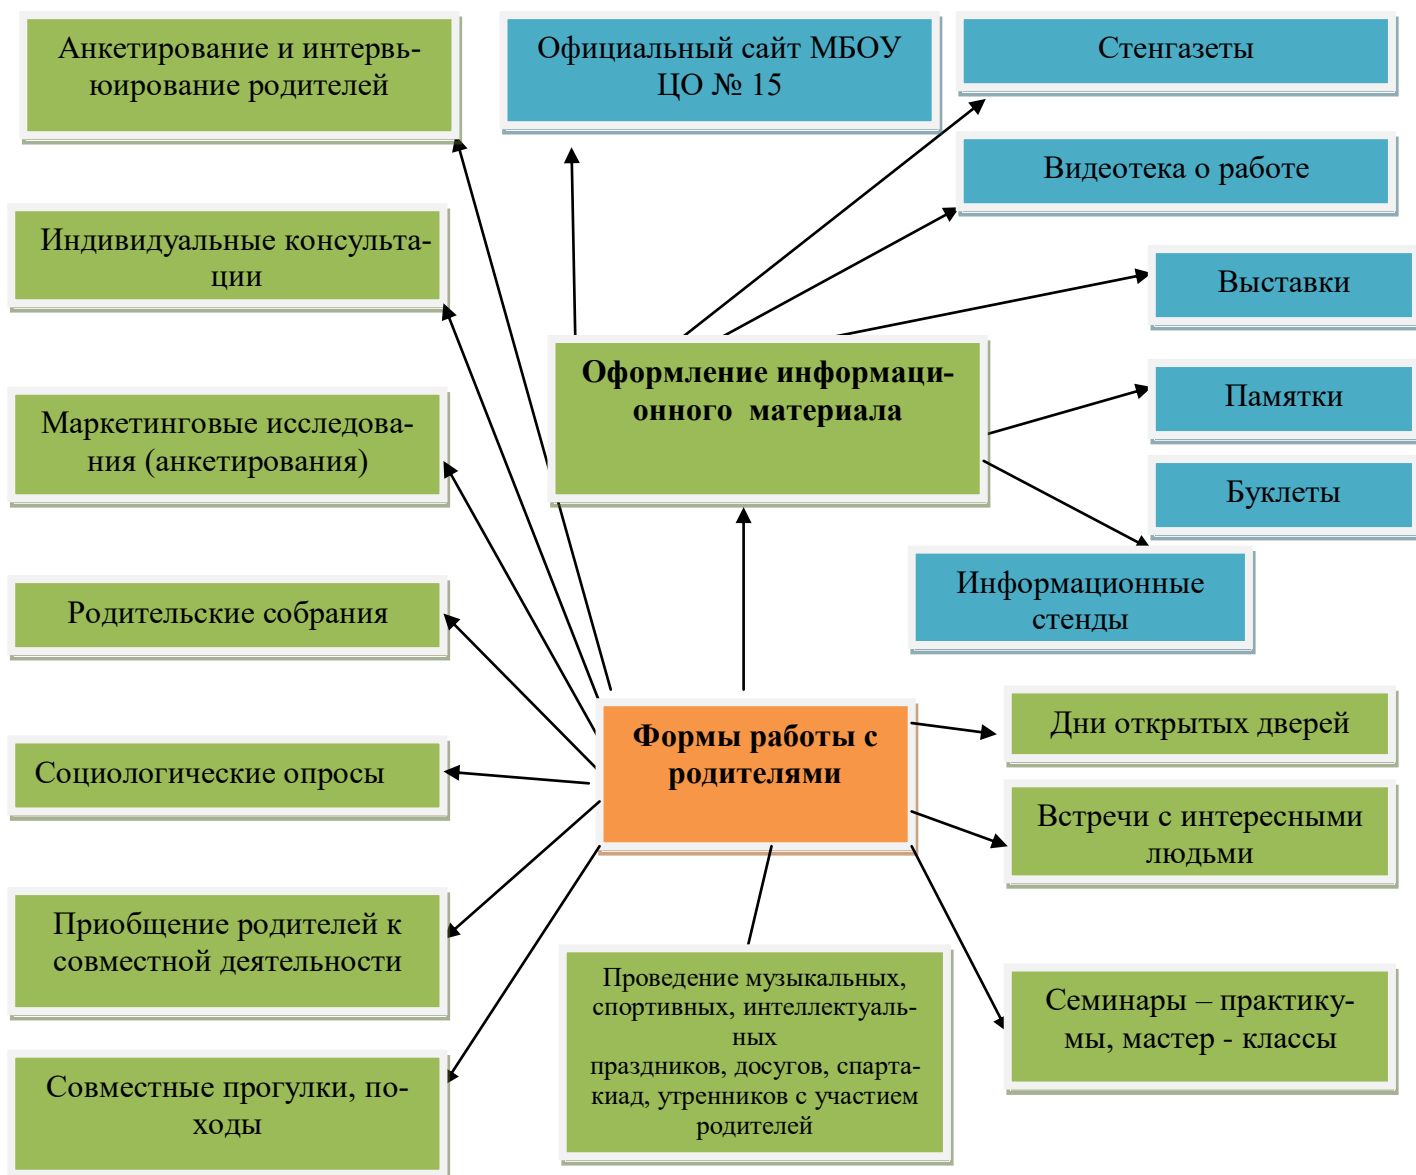 Анкетирование и интервь-
юирование родителей
Официальный сайт МБОУ
ЦО № 15
Стенгазеты
Видеотека о работе
Индивидуальные консульта-
ции
Выставки
Оформление информаци-
онного  материала
Памятки
Маркетинговые исследова-
ния (анкетирования)
Буклеты
Информационные
стенды
Родительские собрания
Формы работы с
родителями
Дни открытых дверей
Социологические опросы
Встречи с интересными
людьми
Приобщение родителей к
совместной деятельности
Проведение музыкальных,
спортивных, интеллектуаль-
ных
праздников, досугов, спарта-
киад, утренников с участием
родителей
Семинары – практику-
мы, мастер - классы
Совместные прогулки, по-
ходы